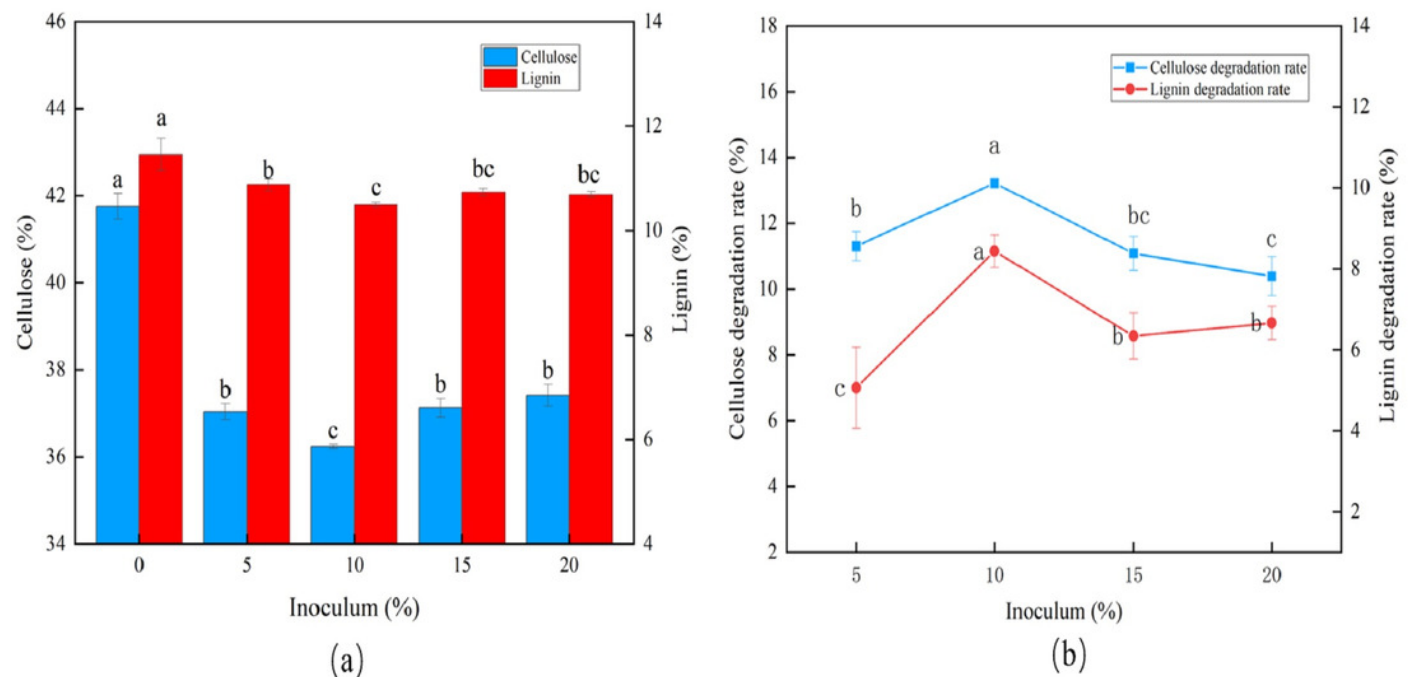 46
44
42
40
38
36
34
Cellulose (%)
14
12
10
8
6
4
Lignin (%)
Cellulose
Lignin
a
a
b
b
c
c
bc
b
bc
b
0
5
10
15
20
Inoculum (%)
(a)
18
16
14
12
10
8
6
4
2
Cellulose degradation rate (%)
14
12
10
8
6
4
2
Lignin degradation rate (%)
Cellulose degradation rate
Lignin degradation rate
b
a
bc
c
c
a
b
b
5
10
15
20
Inoculum (%)
(b)